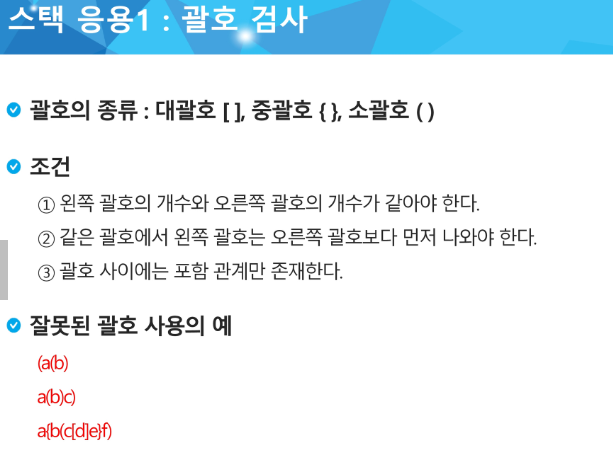 스택 응용1 : 괄호 검사
괄호의 종류 : 대괄호 [ ], 중괄호 { }, 소괄호 ( )
조건
① 왼쪽 괄호의 개수와 오른쪽 괄호의 개수가 같아야 한다.
② 같은 괄호에서 왼쪽 괄호는 오른쪽 괄호보다 먼저 나와야 한다.
③ 괄호 사이에는 포함 관계만 존재한다.
잘못된 괄호 사용의 예
(a(b)
a(b)c)
a{b(c[d]e}f)